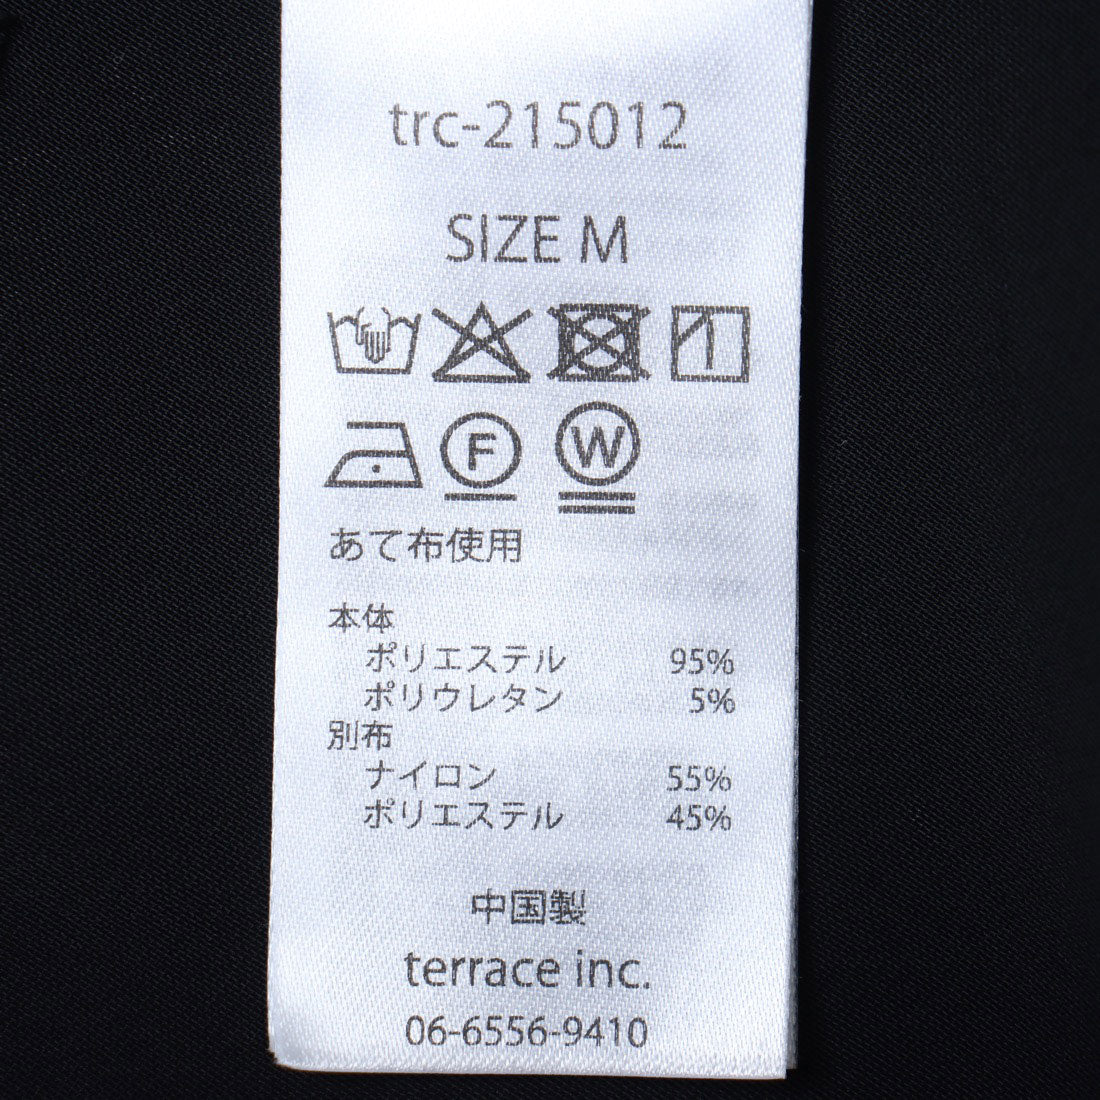 trc-215012
SIZE M
F
W
あて布使用
本体
ポリエステル 95%
ポリウレタン 5%
別布
ナイロン 55%
ポリエステル 45%
中国製
terrace inc.
06-6556-9410